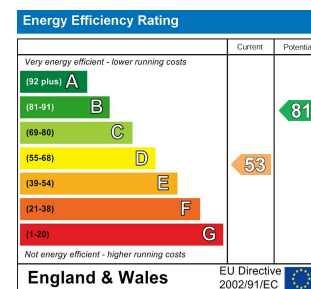 Energy Efficiency Rating
Current Potentia
Very energy efficient - lower running costs
(92 plus) A
(81-91) B
81
(69-80) C
(55-68) D
53
(39-54) E
(21-38) F
(1-20) G
Not energy efficient - higher running costs
England & Wales
EU Directive
2002/91/EC